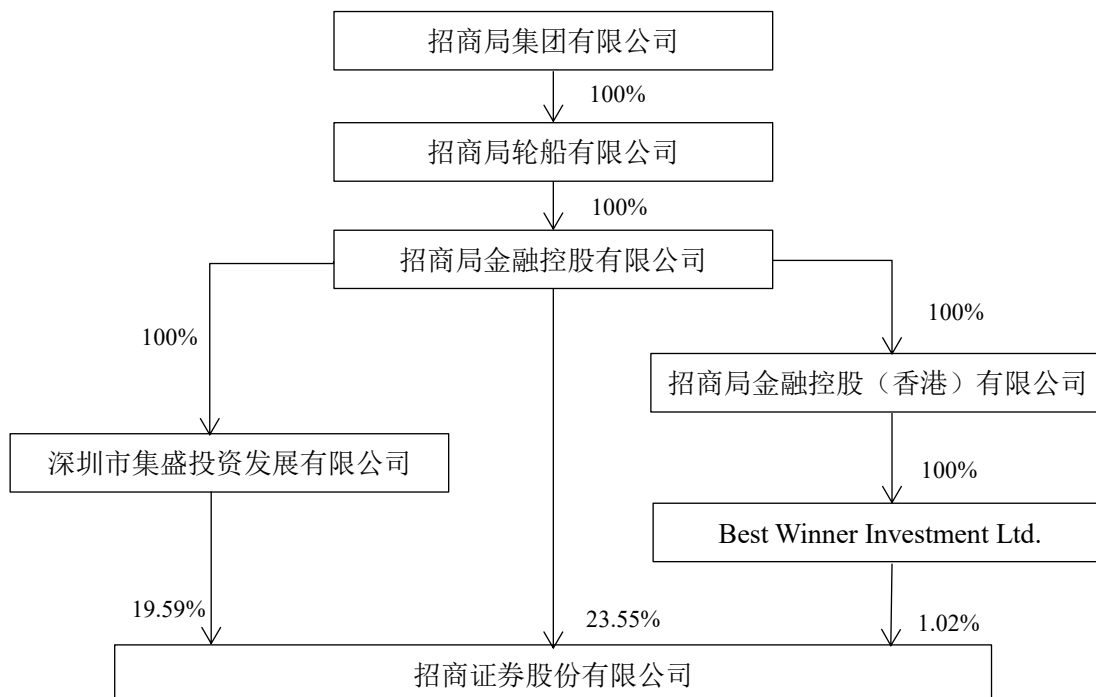 招商局集团有限公司
100%
招商局轮船有限公司
100%
招商局金融控股有限公司
100%
100%
招商局金融控股（香港）有限公司
深圳市集盛投资发展有限公司
100%
Best Winner Investment Ltd.
19.59%
23.55%
1.02%
招商证券股份有限公司